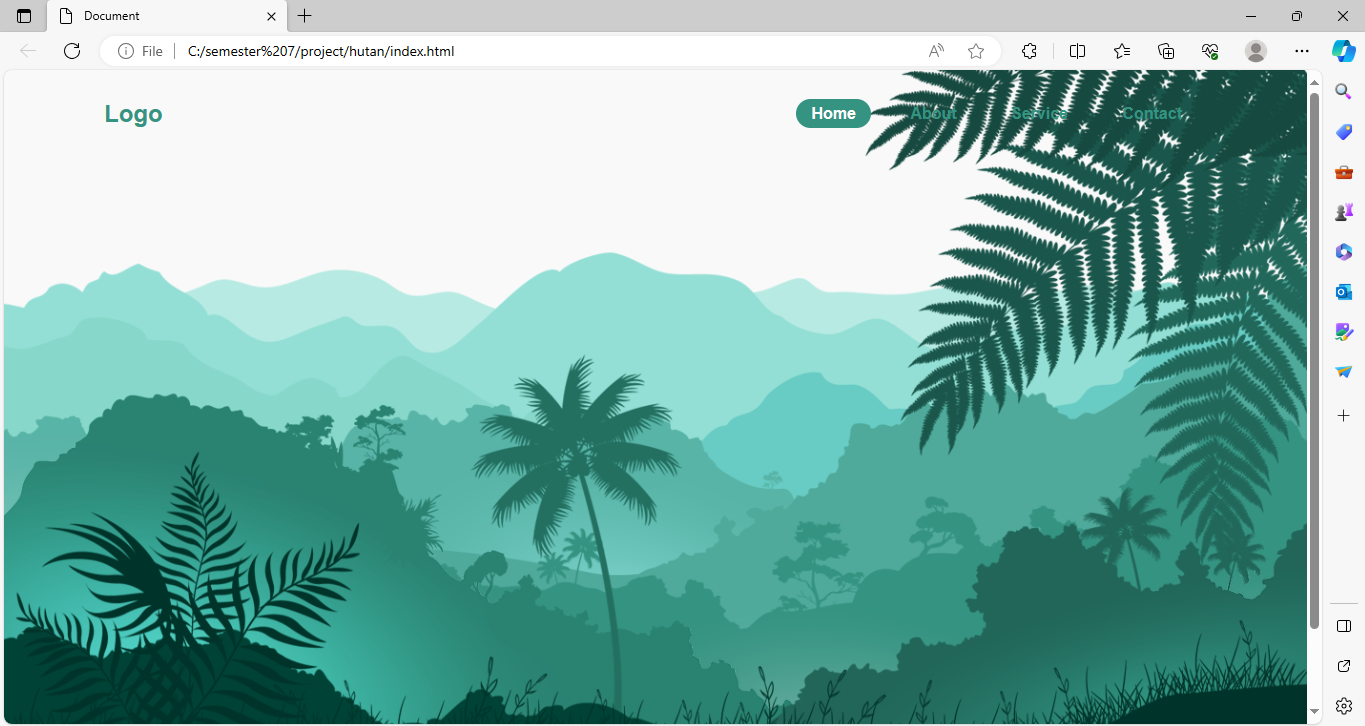 Document
File
C:/semester%207/project/hutan/index.html
Logo
Home
About
Service
Contact